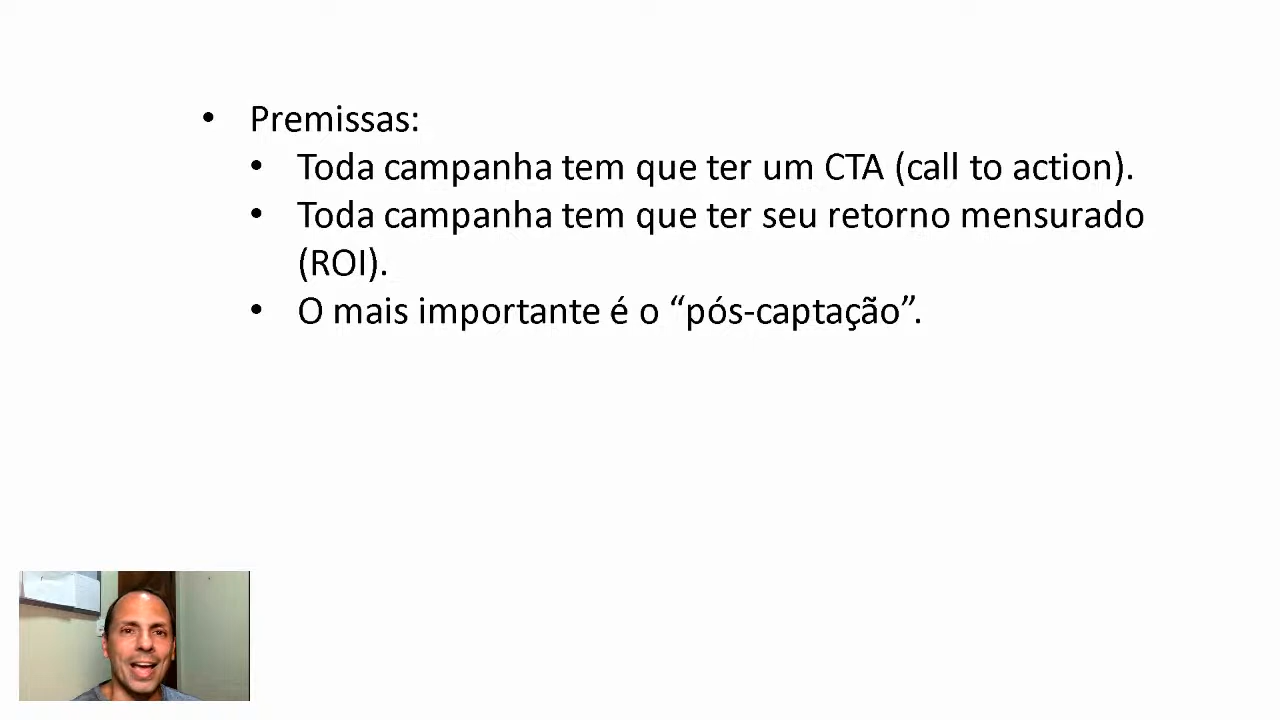 • Premissas:
• Toda campanha tem que ter um CTA (call to action).
• Toda campanha tem que ter seu retorno mensurado
(ROI).
• O mais importante é o “pós-captação”.